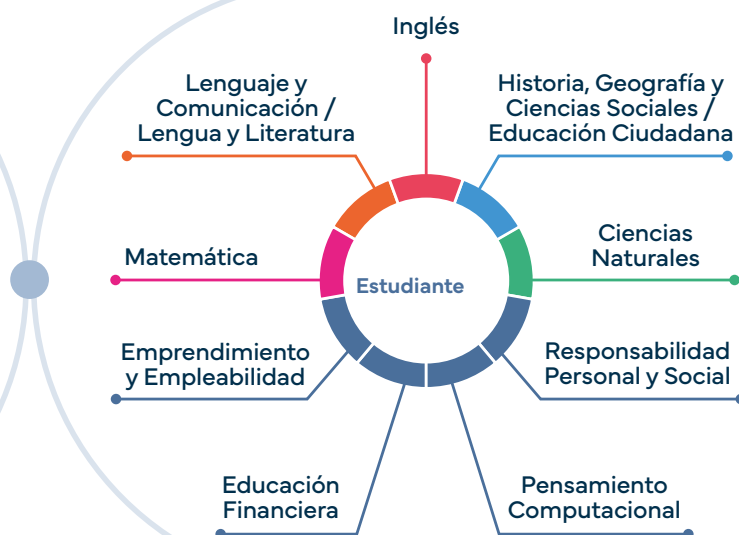 Inglés
Lenguaje y
Comunicación /
Lengua y Literatura
Historia, Geografía y
Ciencias Sociales /
Educación Ciudadana
Matemática
Ciencias
Naturales
Estudiante
Emprendimiento
y Empleabilidad
Responsabilidad
Personal y Social
Educación
Financiera
Pensamiento
Computacional